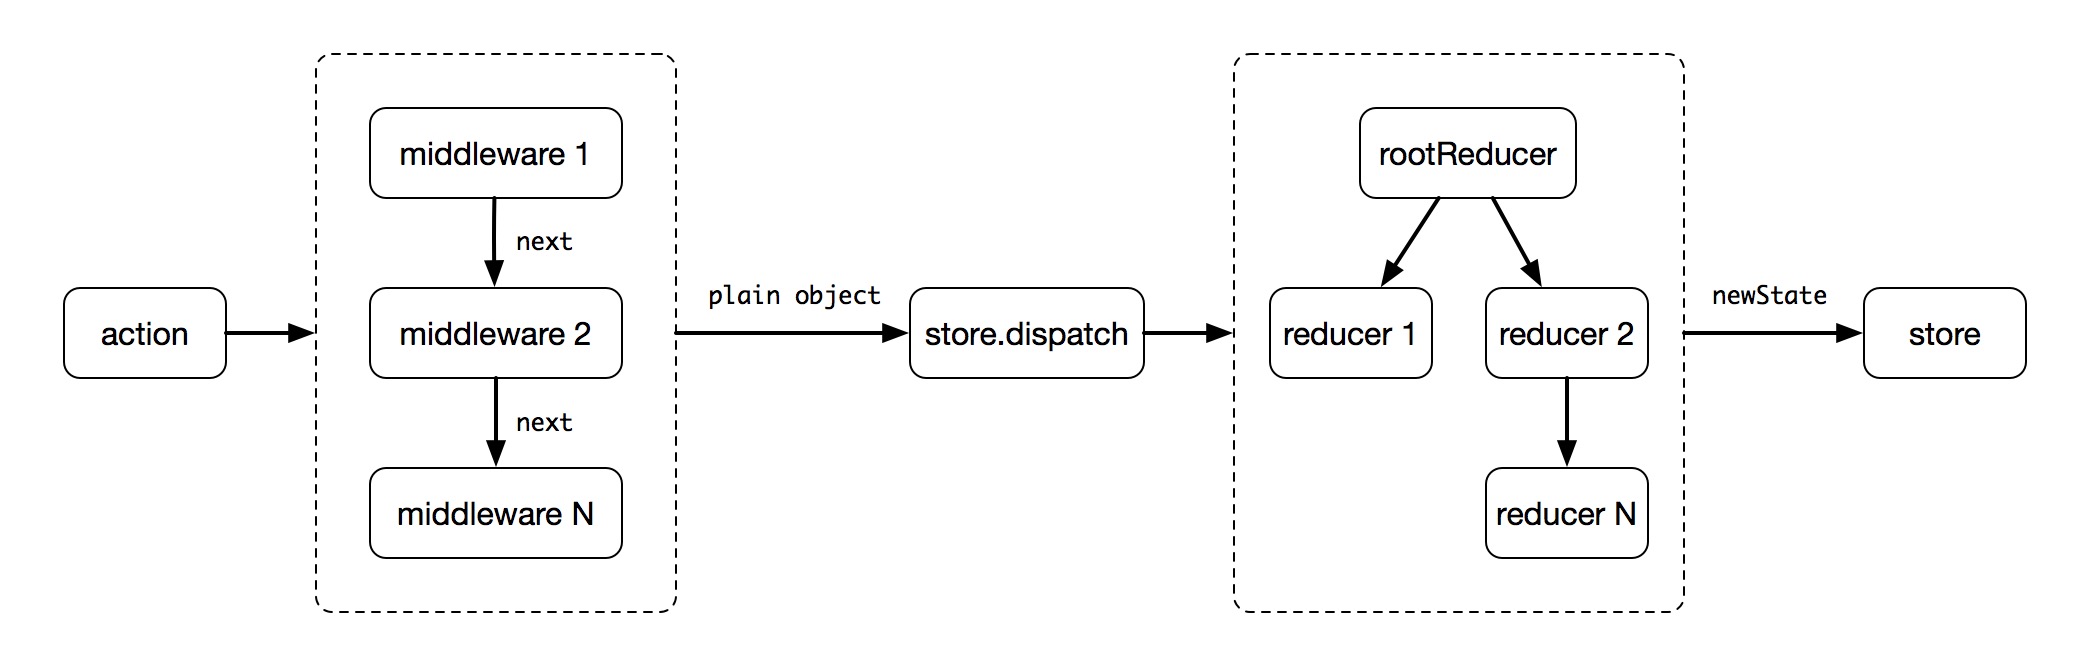 action
middleware 1
next
middleware 2
next
middleware N
plain object
store.dispatch
rootReducer
reducer 1
reducer 2
reducer N
newState
store